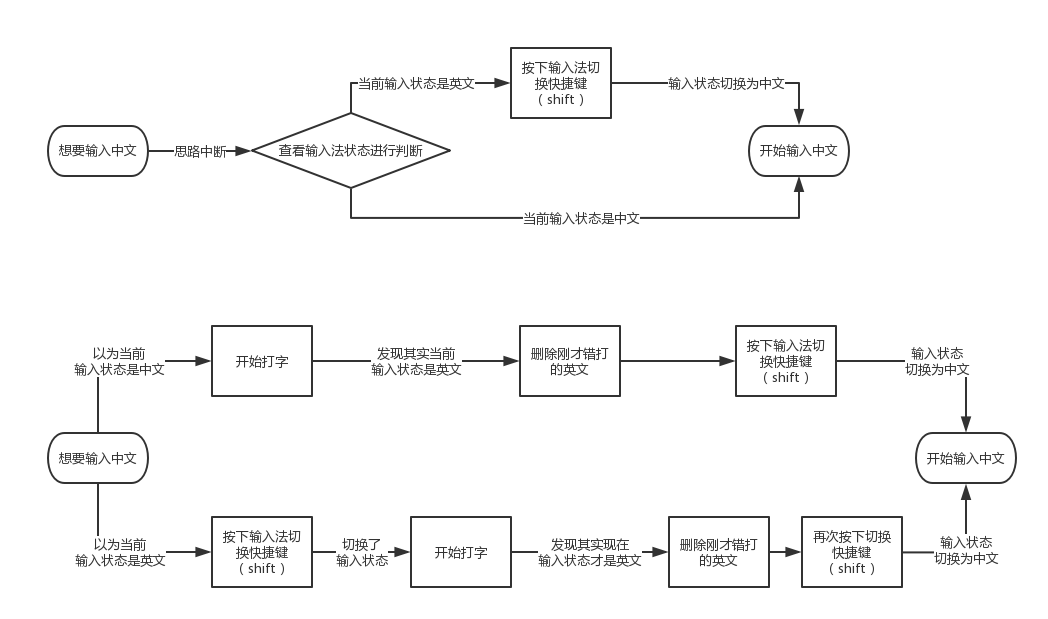 想要输入中文
思路中断
查看输入法状态进行判断
当前输入状态是英文
按下输入法切
换快捷键
（shift）
输入状态切换为中文
当前输入状态是中文
开始输入中文
想要输入中文
以为当前
输入状态是中文
开始打字
发现其实当前
输入状态是英文
删除刚才错打
的英文
按下输入法切
换快捷键
（shift）
输入状态
切换为中文
开始输入中文
以为当前
输入状态是英文
按下输入法切
换快捷键
（shift）
切换了
输入状态
开始打字
发现其实现在
输入状态才是英文
删除刚才错打
的英文
再次按下切换
快捷键
（shift）
输入状态
切换为中文